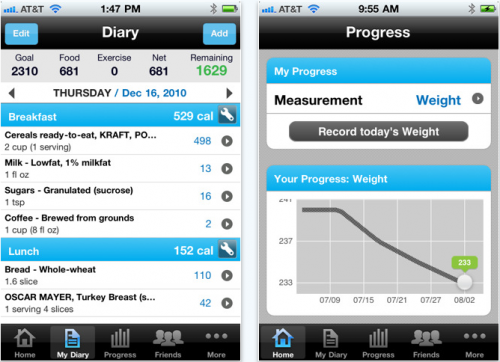 AT&T 1:47 PM
Edit Diary Add
Goal Food Exercise Net Remaining
2310 681 0 681 1629
THURSDAY / Dec 16, 2010
Breakfast 529 cal
Cereals ready-to-eat, KRAFT, PO...
2 cup (1 serving)
498
Milk - Lowfat, 1% milkfat
1 fl oz
13
Sugars - Granulated (sucrose)
1 tsp
16
Coffee - Brewed from grounds
1 cup (8 fl oz)
2
Lunch 152 cal
Bread - Whole-wheat
1.6 slice
110
OSCAR MAYER, Turkey Breast (s...
1 serving 4 slices
42
Home My Diary Progress Friends More
AT&T 9:55 AM
Progress
My Progress
Measurement Weight
Record today's Weight
Your Progress: Weight
241
237
233
233
07/09 07/15 07/21 07/27 08/02
Home My Diary Progress Friends More